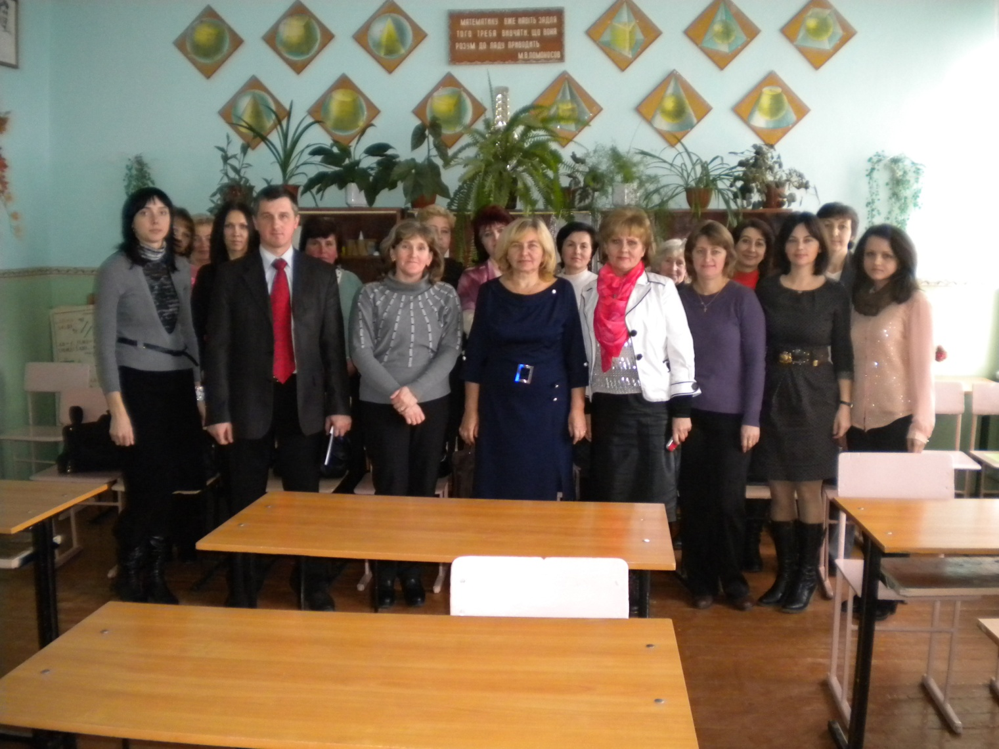 МАТЕМАТИКУ ВЖЕ НАВІТЬ ЗАДЛЯ
ТОГО ТРЕБА ВИВЧАТИ, ЩО ВОНА
РОЗУМ ДО ЛАДУ ПРИВОДИТЬ
М.В.ЛОМОНОСОВ